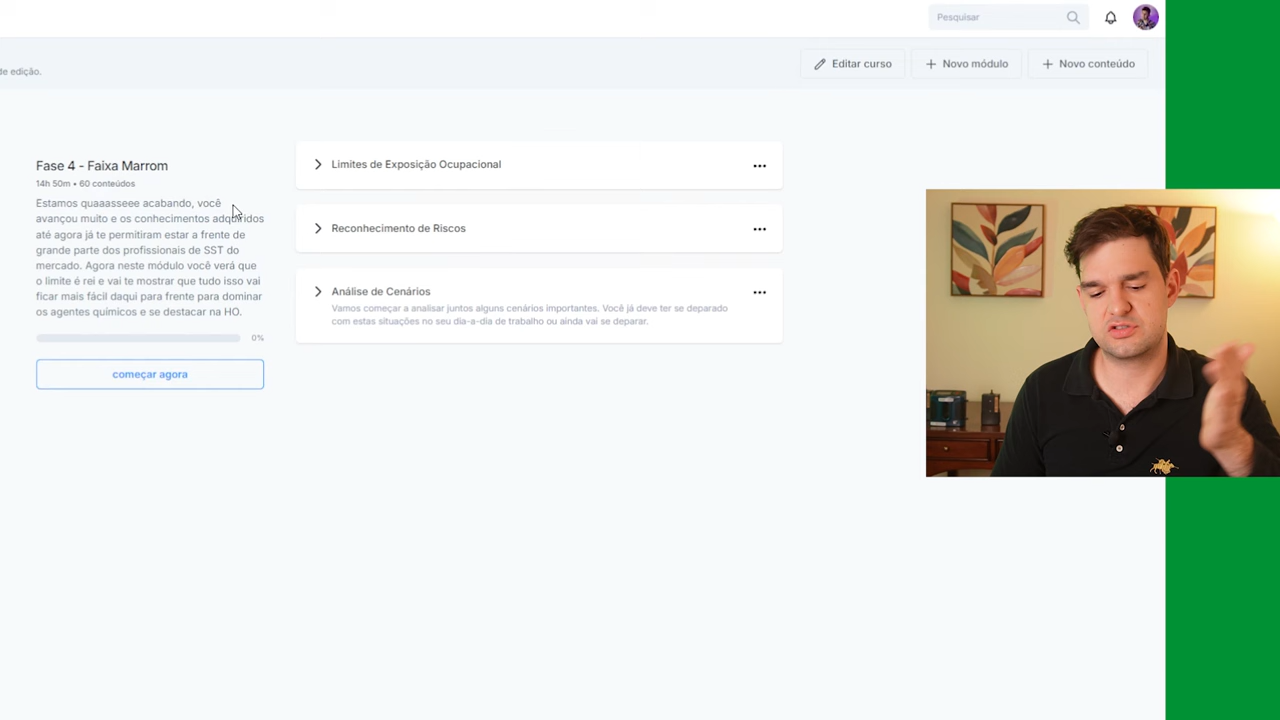 Pesquisar
de edição.
Editar curso
Novo módulo
Novo conteúdo
Fase 4 - Faixa Marrom
14h 50m • 60 conteúdos
Estamos quaaasseee acabando, você
avançou muito e os conhecimentos adquiridos
até agora já te permitiram estar a frente de
grande parte dos profissionais de SST do
mercado. Agora neste módulo você verá que
o limite é rei e vai te mostrar que tudo isso vai
ficar mais fácil daqui para frente para dominar
os agentes químicos e se destacar na HO.
0%
começar agora
Limites de Exposição Ocupacional
Reconhecimento de Riscos
Análise de Cenários
Vamos começar a analisar juntos alguns cenários importantes. Você já deve ter se deparado
com estas situações no seu dia-a-dia de trabalho ou ainda vai se deparar.